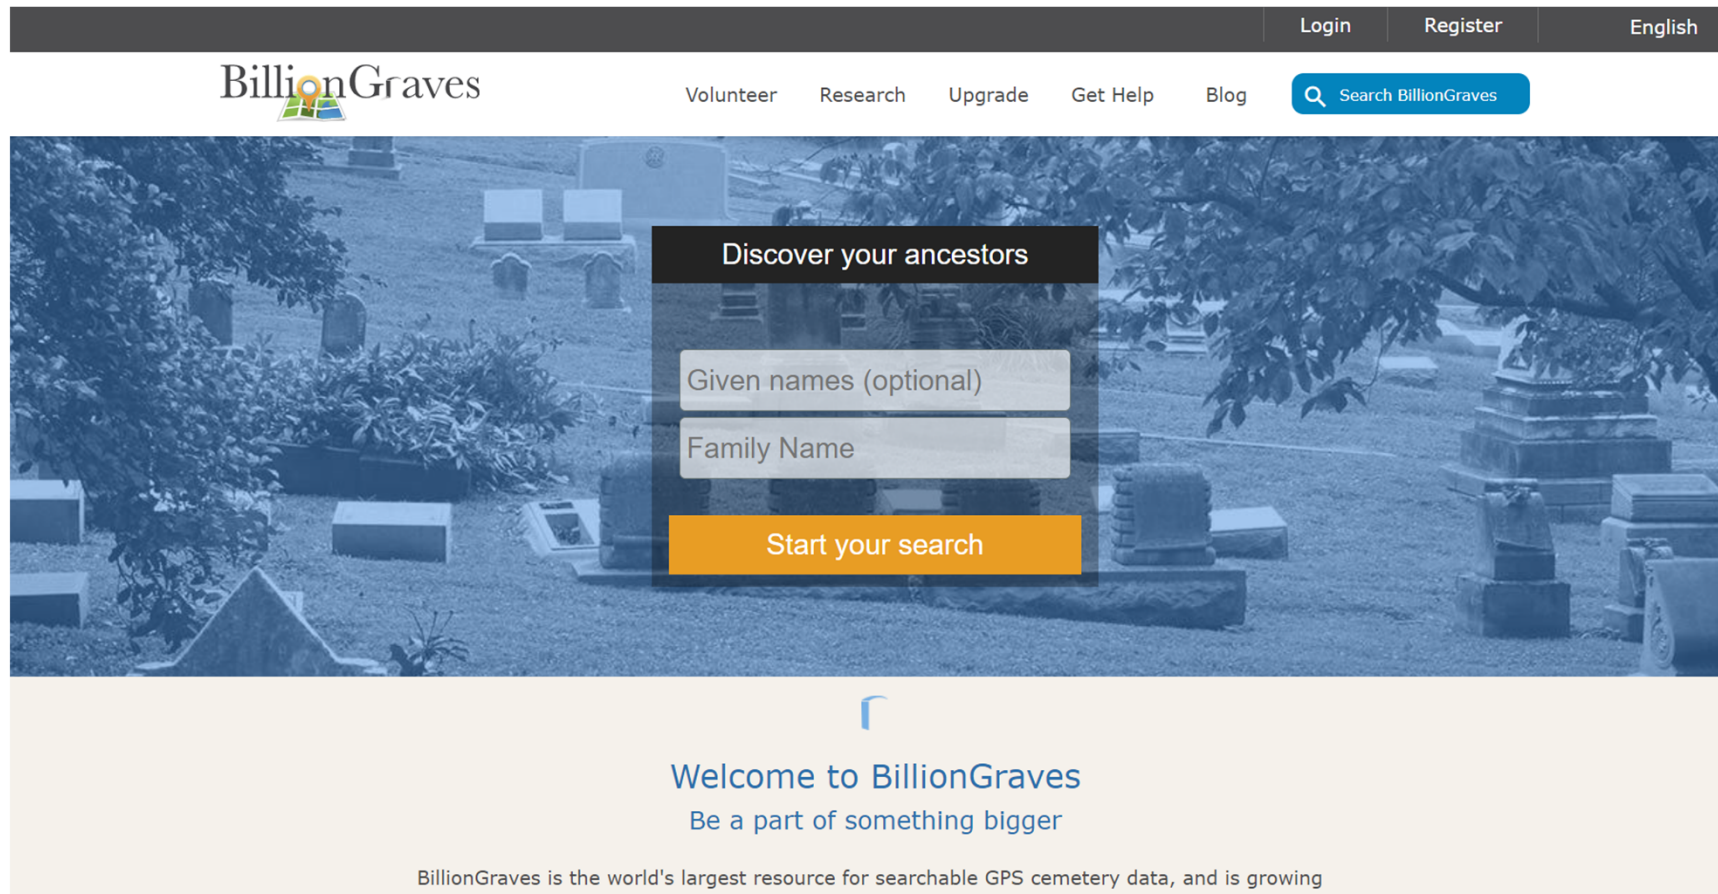 Login Register English
BillionGraves Volunteer Research Upgrade Get Help Blog Search BillionGraves
Discover your ancestors
Given names (optional)
Family Name
Start your search
Welcome to BillionGraves
Be a part of something bigger
BillionGraves is the world's largest resource for searchable GPS cemetery data, and is growing